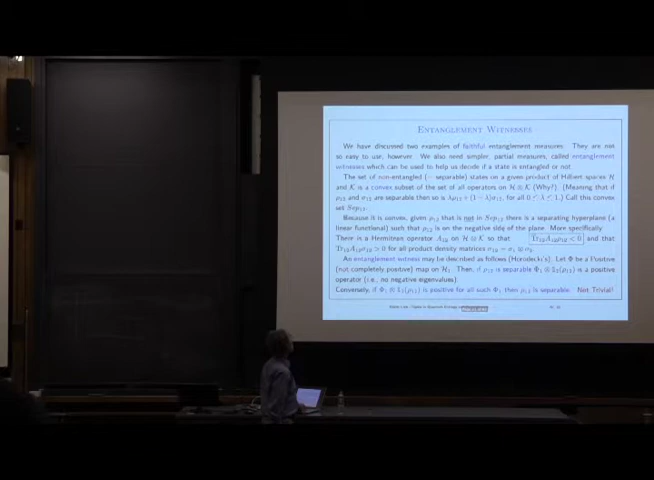 ENTANGLEMENT WITNESSES
We have discussed two examples of faithful entanglement measures. They are not
so easy to use, however. We also need simpler, partial measures, called entanglement
witnesses which can be used to help us decide if a state is entangled or not.
The set of non-entangled (= separable) states on a given product of Hilbert spaces H
and K is a convex subset of the set of all operators on H ⊗ K (Why?). [Meaning that if
ρ₁₂ and σ₁₂ are separable then so is λρ₁₂ + (1 − λ)σ₁₂, for all 0 ≤ λ ≤ 1.] Call this convex
set Sep₁₂.
Because it is convex, given ρ₁₂ that is not in Sep₁₂ there is a separating hyperplane (a
linear functional) such that ρ₁₂ is on the negative side of the plane. More specifically
There is a Hermitean operator A₁₂ on H ⊗ K so that Tr₁₂A₁₂ρ₁₂ < 0 and that
for all product density matrices
An entanglement witness may be described as follows (Horodecki's). Let Φ be a Positive
(not completely positive) map on H₁. Then, if ρ₁₂ is separable Φ₁ ⊗ 𝟙₂(ρ₁₂) is a positive
operator (i.e., no negative eigenvalues)
Conversely, if Φ₁ ⊗ 𝟙₂(ρ₁₂) is positive for all such Φ₁ then ρ₁₂ is separable. Not Trivial!